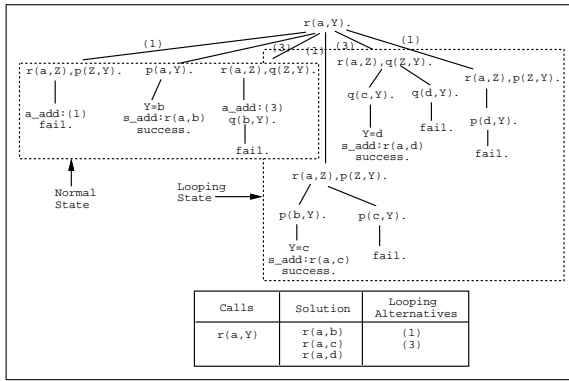 r(a,Y).
(1) (3) (1) (3) (1)
r(a,Z),p(Z,Y). p(a,Y). r(a,Z),q(Z,Y). r(a,Z),q(Z,Y). r(a,Z),p(Z,Y).
a_add:(1)
fail.
Y=b
s_add:r(a,b)
success.
a_add:(3)
q(b,Y).
fail.
q(c,Y). q(d,Y).
Y=d
s_add:r(a,d)
success.
fail.
p(d,Y).
fail.
Normal
State
Looping
State
r(a,Z),p(Z,Y).
p(b,Y). p(c,Y).
Y=c
s_add:r(a,c)
success.
fail.
Calls Solution Looping
Alternatives
r(a,Y) r(a,b) (1)
r(a,c) (3)
r(a,d)